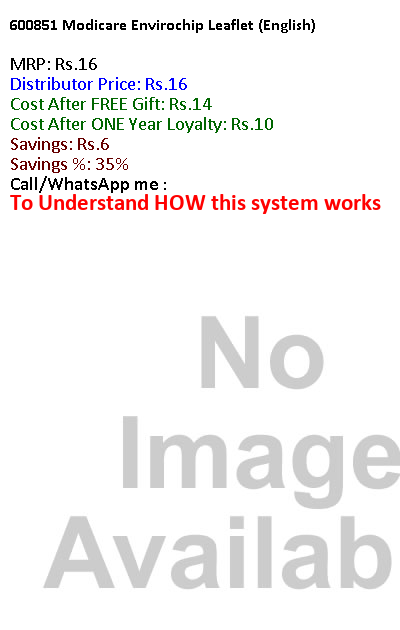 600851 Modicare Envirochip Leaflet (English)
MRP: Rs.16
Distributor Price: Rs.16
Cost After FREE Gift: Rs.14
Cost After ONE Year Loyalty: Rs.10
Savings: Rs.6
Savings %: 35%
Call/WhatsApp me :
To Understand HOW this system works
No
Image
Availab